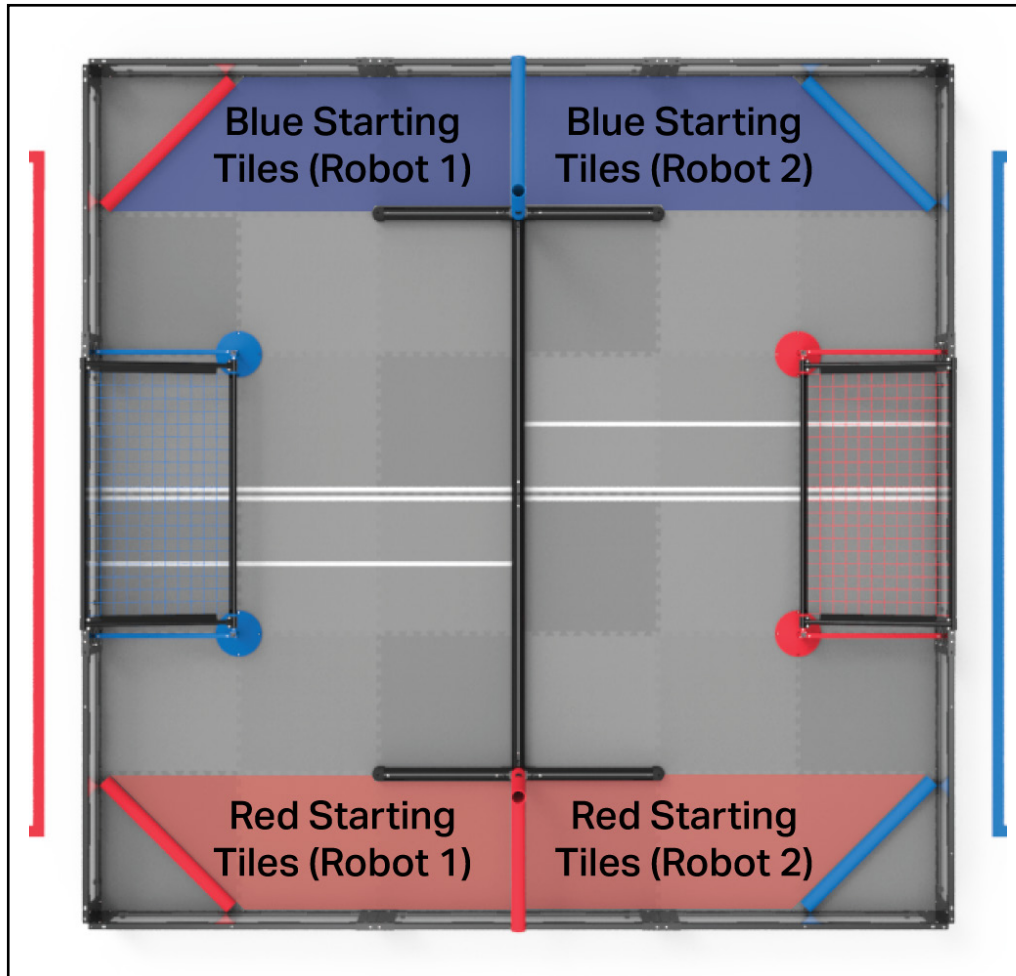 Blue Starting
Tiles (Robot 1)
Blue Starting
Tiles (Robot 2)
Red Starting
Tiles (Robot 1)
Red Starting
Tiles (Robot 2)